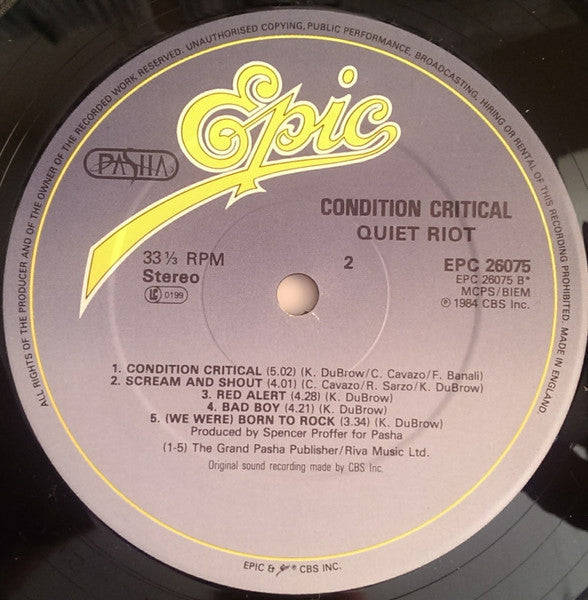 ALL RIGHTS OF THE PRODUCER AND OF THE OWNER OF THE RECORDED WORK RESERVED. UNAUTHORISED COPYING, PUBLIC PERFORMANCE, BROADCASTING, HIRING OR RENTAL OF THIS RECORDING PROHIBITED. MADE IN ENGLAND.
Epic
PASHA
CONDITION CRITICAL
QUIET RIOT
33⅓ RPM
Stereo
LC 0199
2
EPC 26075
EPC 26075 B*
MCPS/BIEM
℗ 1984 CBS Inc.
1. CONDITION CRITICAL (5.02) (K. DuBrow/C. Cavazo/F. Banali)
2. SCREAM AND SHOUT (4.01) (C. Cavazo/R. Sarzo/K. DuBrow)
3. RED ALERT (4.28) (K. DuBrow)
4. BAD BOY (4.21) (K. DuBrow)
5. (WE WERE) BORN TO ROCK (3.34) (K. DuBrow)
Produced by Spencer Proffer for Pasha
(1-5) The Grand Pasha Publisher/Riva Music Ltd.
Original sound recording made by CBS Inc.
EPIC & Epic ® CBS INC.